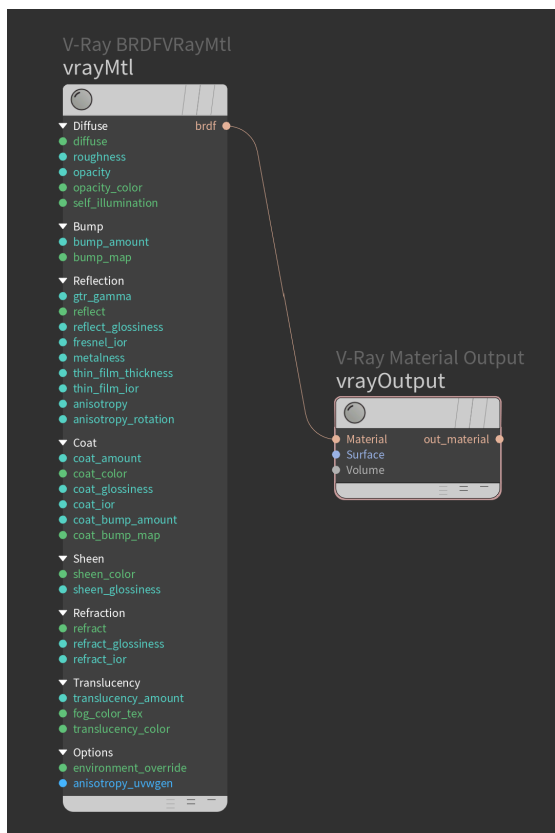 V-Ray BRDFVRayMtl
vrayMtl
Diffuse brdf
diffuse
roughness
opacity
opacity_color
self_illumination
Bump
bump_amount
bump_map
Reflection
gtr_gamma
reflect
reflect_glossiness
fresnel_ior
metalness
thin_film_thickness
thin_film_ior
anisotropy
anisotropy_rotation
Coat
coat_amount
coat_color
coat_glossiness
coat_ior
coat_bump_amount
coat_bump_map
Sheen
sheen_color
sheen_glossiness
Refraction
refract
refract_glossiness
refract_ior
Translucency
translucency_amount
fog_color_tex
translucency_color
Options
environment_override
anisotropy_uvwgen
V-Ray Material Output
vrayOutput
Material out_material
Surface
Volume